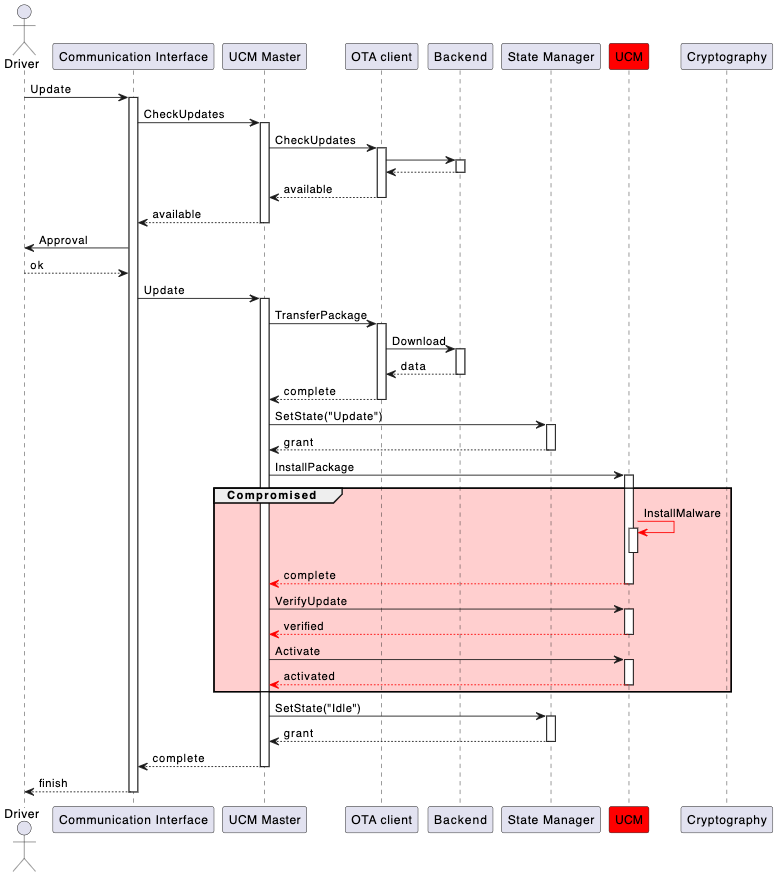 Driver
Communication Interface
UCM Master
OTA client
Backend
State Manager
UCM
Cryptography
Update
CheckUpdates
CheckUpdates
available
available
Approval
ok
Update
TransferPackage
Download
data
complete
SetState("Update")
grant
InstallPackage
Compromised
InstallMalware
complete
VerifyUpdate
verified
Activate
activated
SetState("Idle")
grant
complete
finish
Driver
Communication Interface
UCM Master
OTA client
Backend
State Manager
UCM
Cryptography